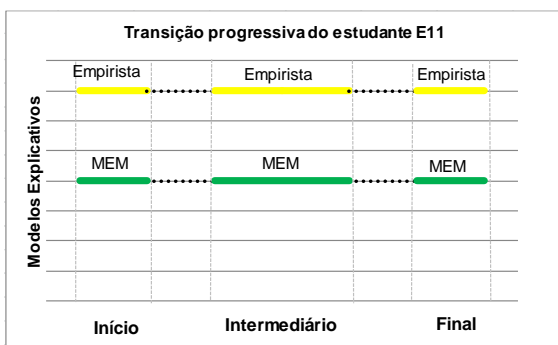 Transição progressiva do estudante E11
Empirista Empirista Empirista
MEM MEM MEM
Modelos Explicativos
Início Intermediário Final